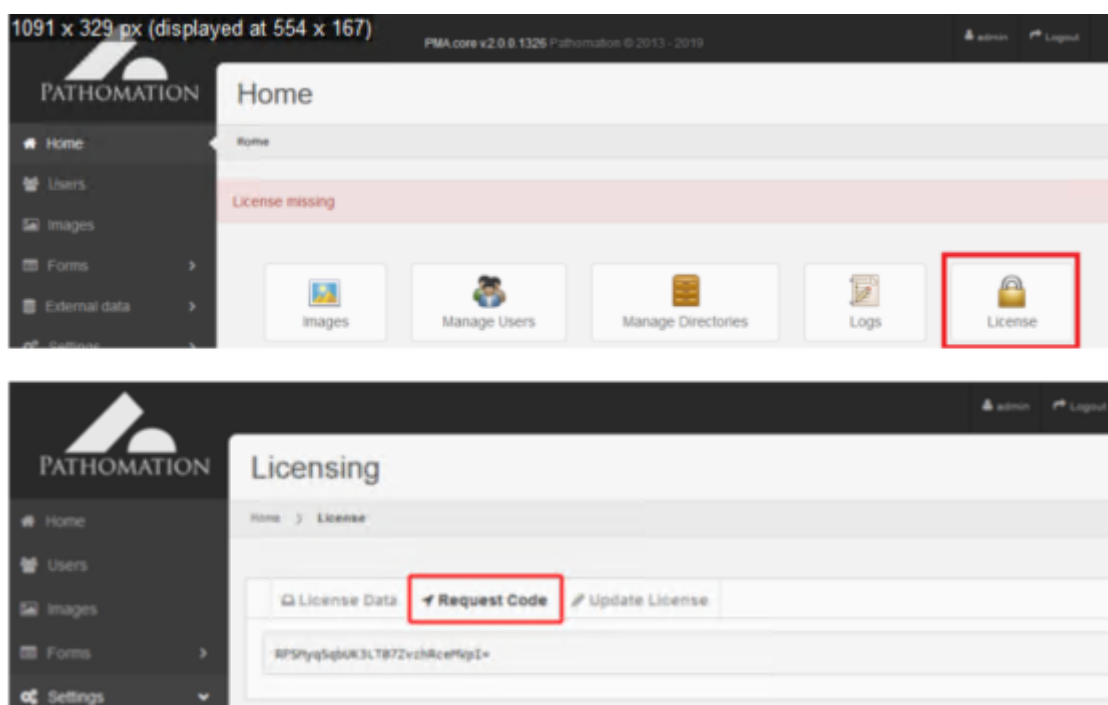 1091 x 329 px (displayed at 554 x 167)
PMA.core v2.0.0.1326 Pathomation © 2013 - 2019
admin Logout
PATHOMATION
Home
Home
Home
Users
License missing
Images
Forms
External data
Images
Manage Users
Manage Directories
Logs
License
Settings
admin Logout
PATHOMATION
Licensing
Home
Home > License
Users
License Data
Request Code
Update License
Images
Forms
Settings